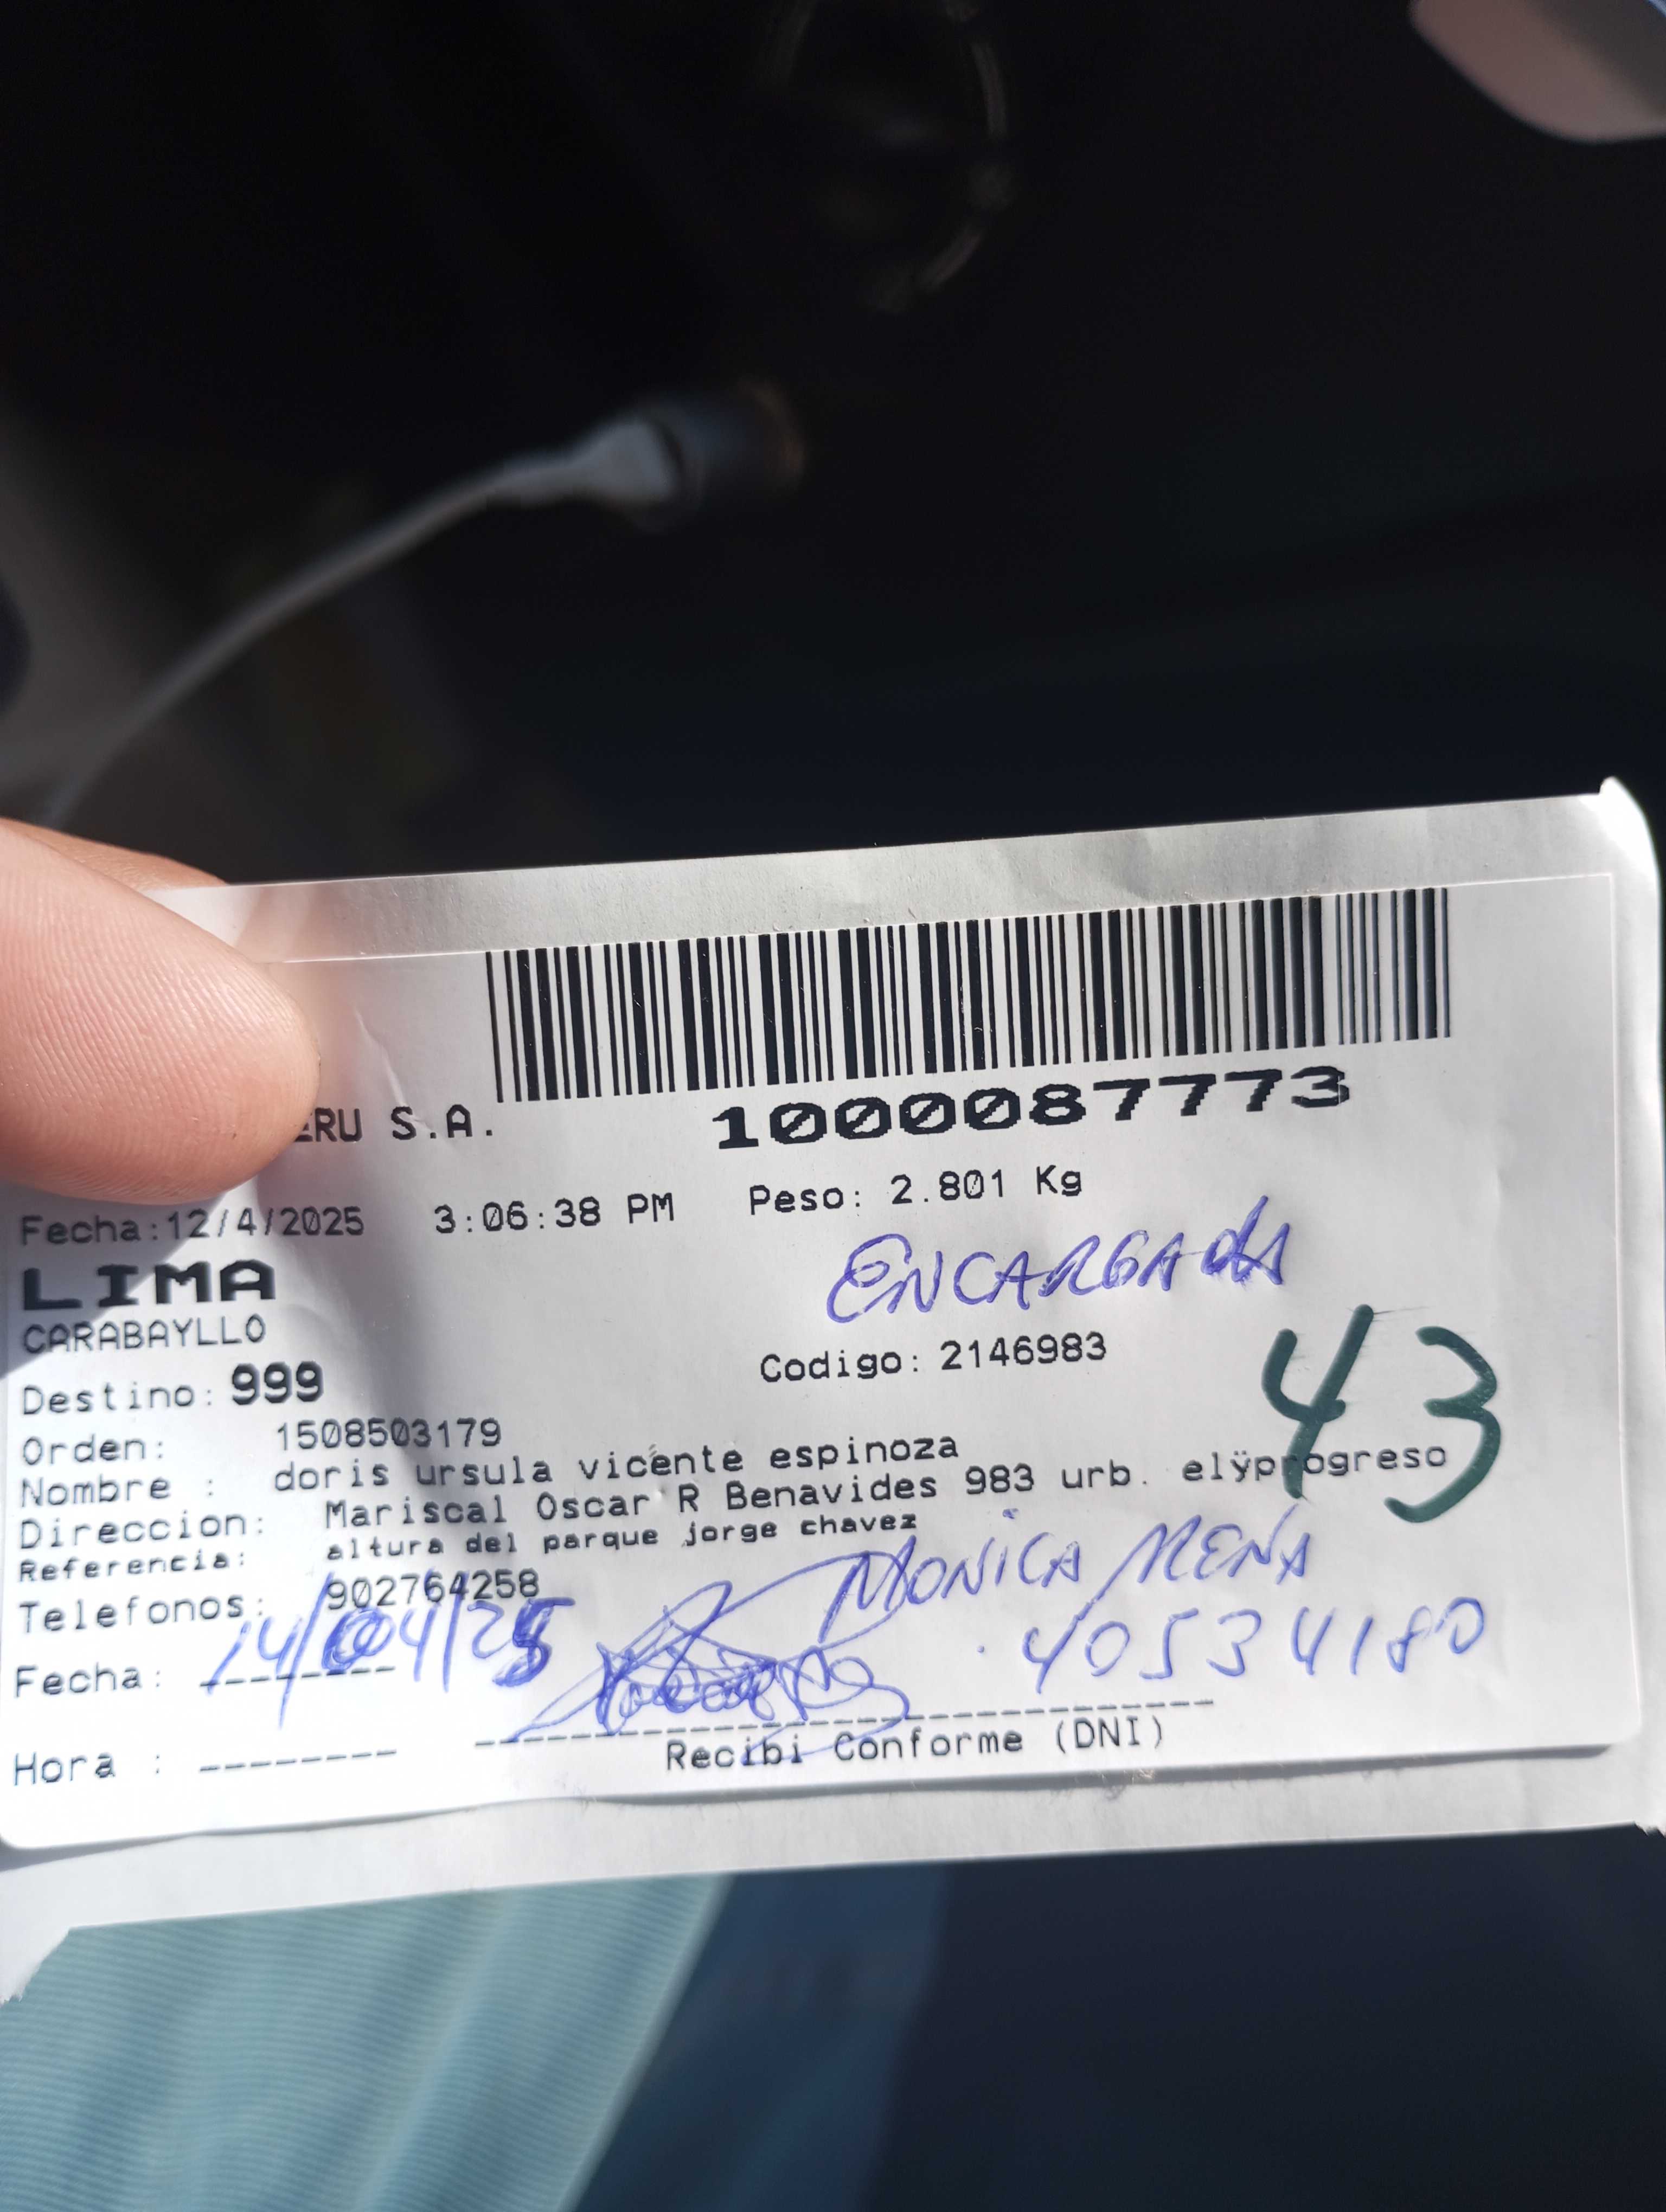 ERU S.A.
1000087773
Fecha:12/4/2025 3:06:38 PM Peso: 2.801 Kg
LIMA
ENCARGADA
CARABAYLLO
Codigo: 2146983
Destino: 999
43
Orden: 1508503179
Nombre : doris ursula vicente espinoza
Direccion: Mariscal Oscar R Benavides 983 urb. elÿprogreso
Referencia: altura del parque jorge chavez
Telefonos: 902764258
MONICA MENA
Fecha: 14/04/25
40534180
Hora :
Recibi Conforme (DNI)